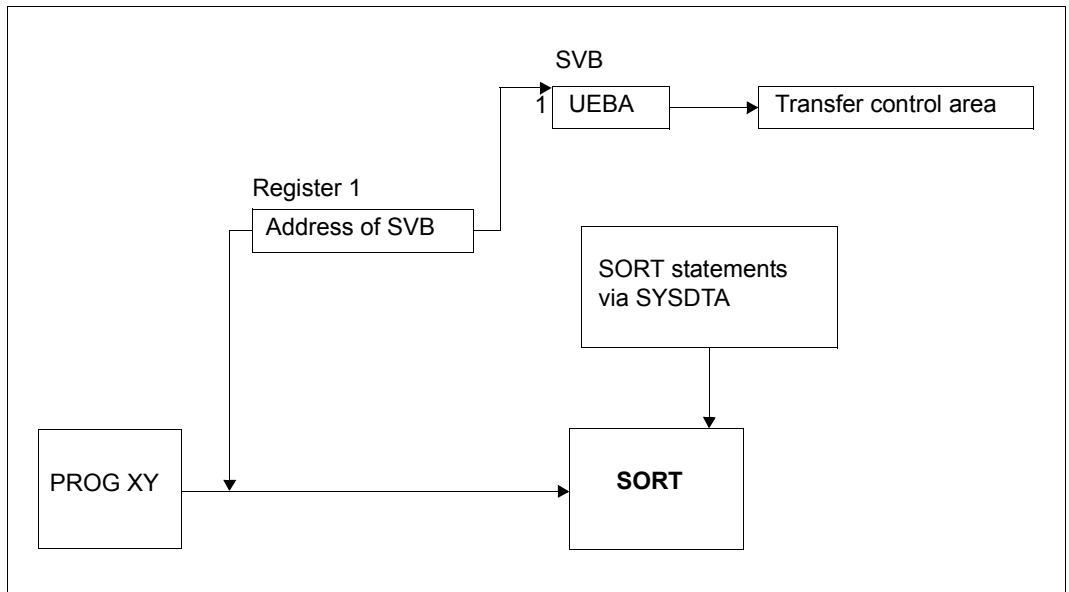 SVB
1 UEBA
Transfer control area
Register 1
Address of SVB
SORT statements
via SYSDTA
PROG XY
SORT